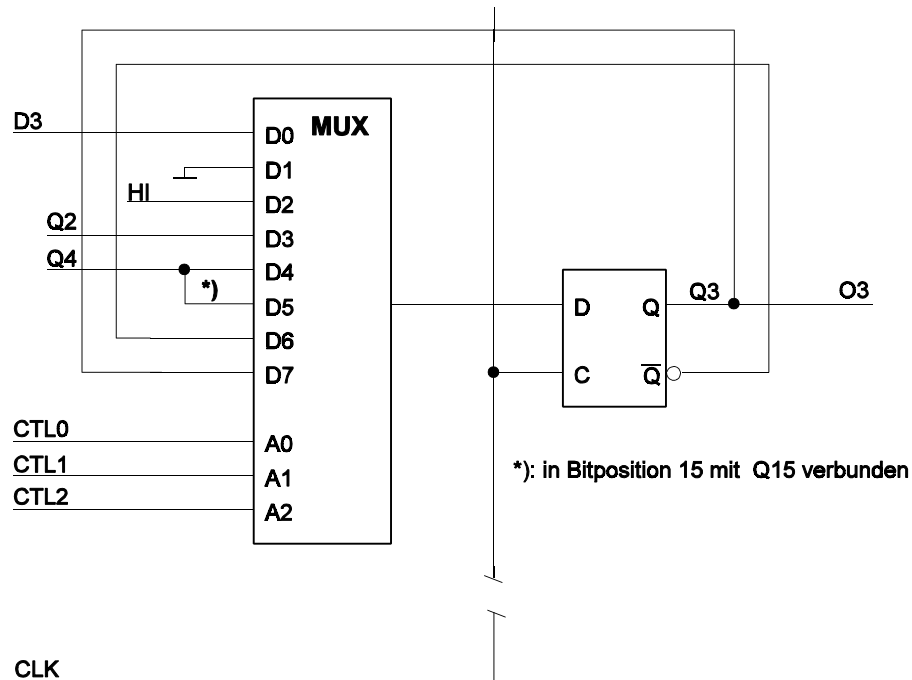 D3
D0
MUX
D1
HI
D2
Q2
D3
Q4
D4
*)
D5
D6
D7
D
Q
Q3
O3
C
Q̅
CTL0
A0
CTL1
A1
CTL2
A2
*): in Bitposition 15 mit Q15 verbunden
CLK